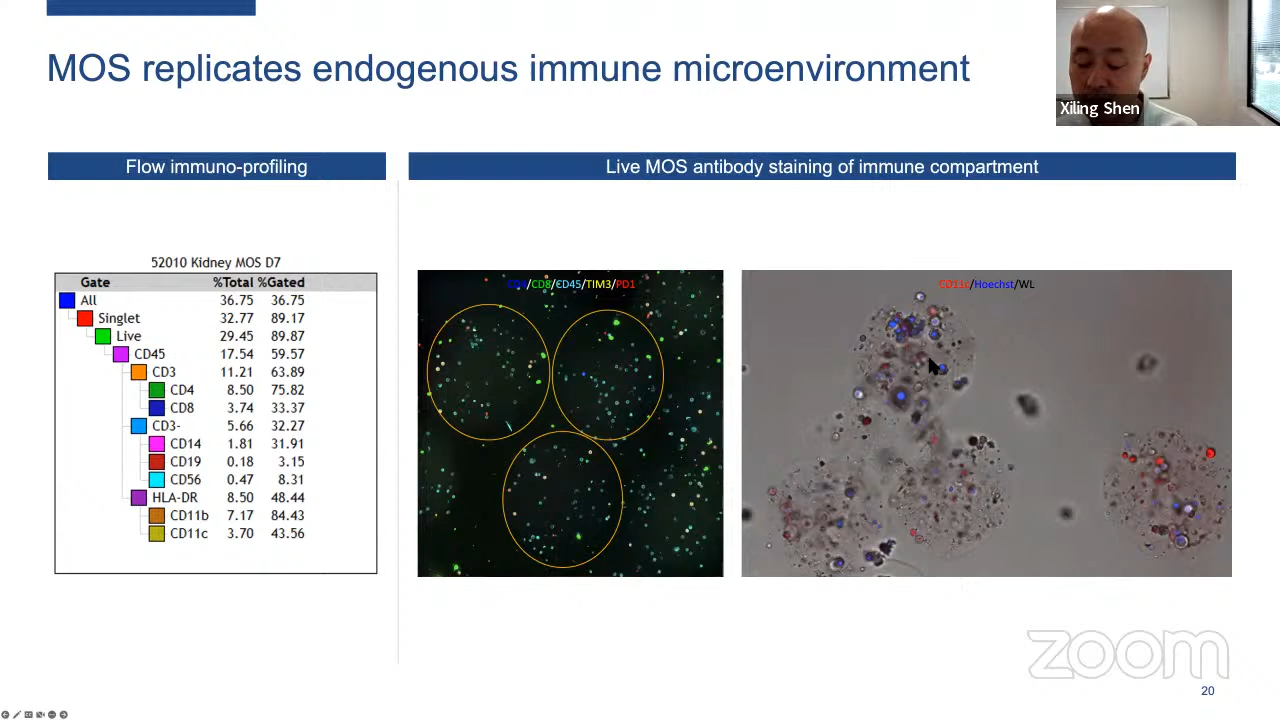 MOS replicates endogenous immune microenvironment
Xiling Shen
Flow immuno-profiling
Live MOS antibody staining of immune compartment
52010 Kidney MOS D7
Gate %Total %Gated
All 36.75 36.75
Singlet 32.77 89.17
Live 29.45 89.87
CD45 17.54 59.57
CD3 11.21 63.89
CD4 8.50 75.82
CD8 3.74 33.37
CD3- 5.66 32.27
CD14 1.81 31.91
CD19 0.18 3.15
CD56 0.47 8.31
HLA-DR 8.50 48.44
CD11b 7.17 84.43
CD11c 3.70 43.56
CD4/CD8/CD45/TIM3/PD1
CD11c/Hoechst/WL
zoom
20